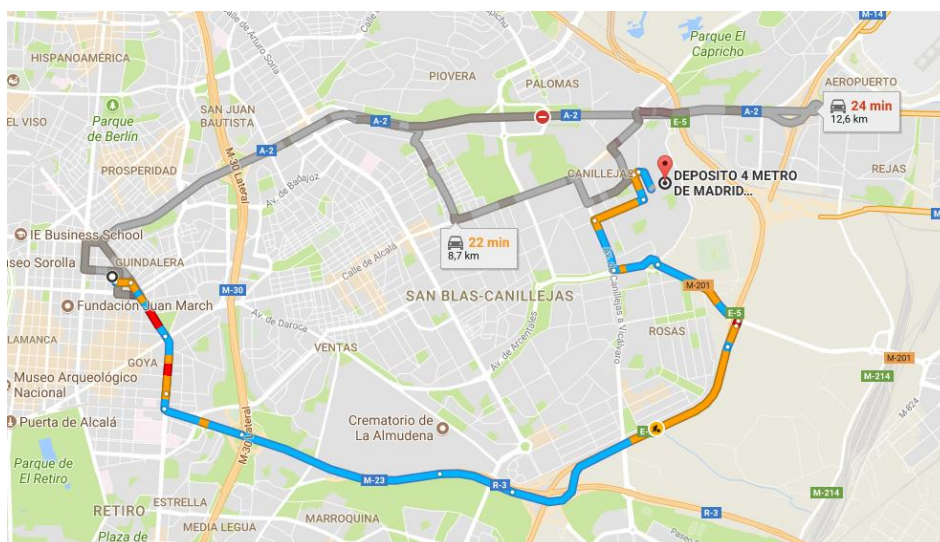 M-14
Parque El
Capricho
HISPANOAMÉRICA
Calle de Arturo Soria
PIOVERA
PALOMAS
AEROPUERTO
24 min
12,6 km
EL VISO
Parque
de Berlín
SAN JUAN
BAUTISTA
A-2
A-2
A-2
E-5
A-2
A-2
PROSPERIDAD
M-30 Lateral
Av. de Badajoz
CANILLEJAS
DEPOSITO 4 METRO
DE MADRID...
REJAS
IE Business School
useo Sorolla
GUINDALERA
22 min
8,7 km
Calle de Alcalá
Av. de Canillejas a Vicálvaro
M-30
SAN BLAS-CANILLEJAS
M-201
E-5
Fundación Juan March
Av. de Daroca
Av. de Arcentales
ROSAS
LAMANCA
GOYA
VENTAS
M-201
M-214
Museo Arqueológico
Nacional
M-824
Puerta de Alcalá
M-30 Lateral
Crematorio de
La Almudena
Parque de
El Retiro
M-23
R-3
M-214
ESTRELLA
R-3
RETIRO
MARROQUINA
MEDIA LEGUA
Plaza de